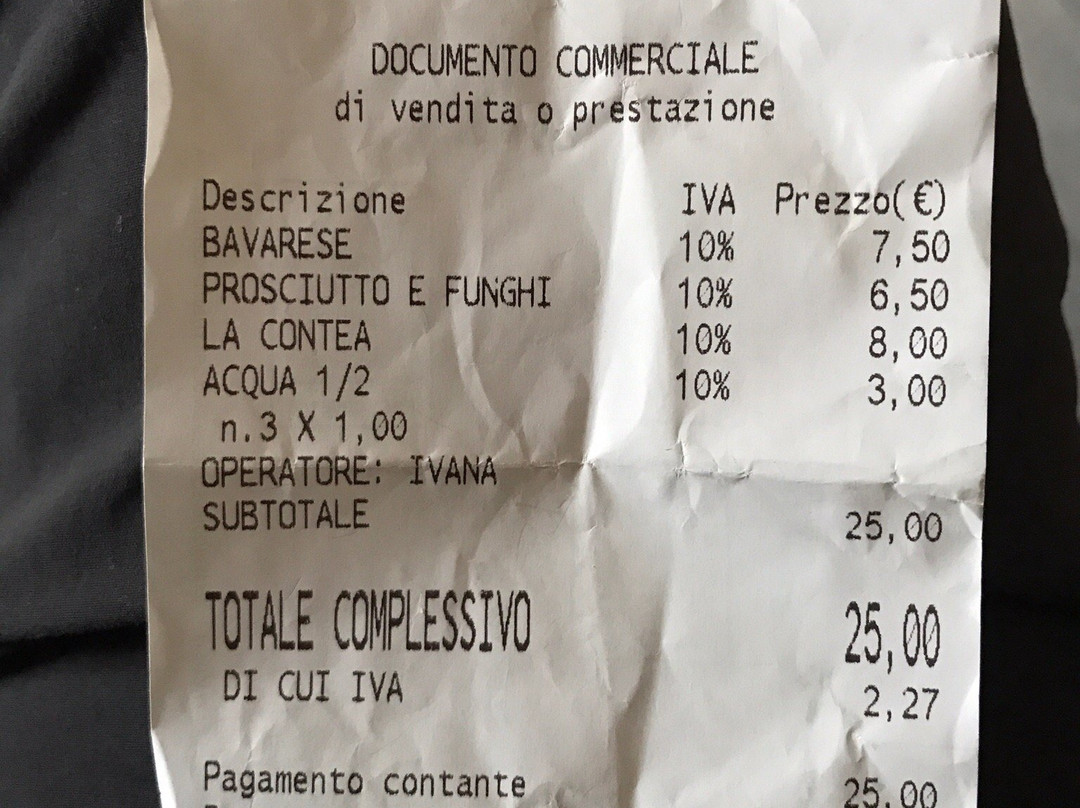 DOCUMENTO COMMERCIALE
di vendita o prestazione
Descrizione IVA Prezzo(€)
BAVARESE 10% 7,50
PROSCIUTTO E FUNGHI 10% 6,50
LA CONTEA 10% 8,00
ACQUA 1/2 10% 3,00
n.3 X 1,00
OPERATORE: IVANA
SUBTOTALE 25,00
TOTALE COMPLESSIVO 25,00
DI CUI IVA 2,27
Pagamento contante 25,00